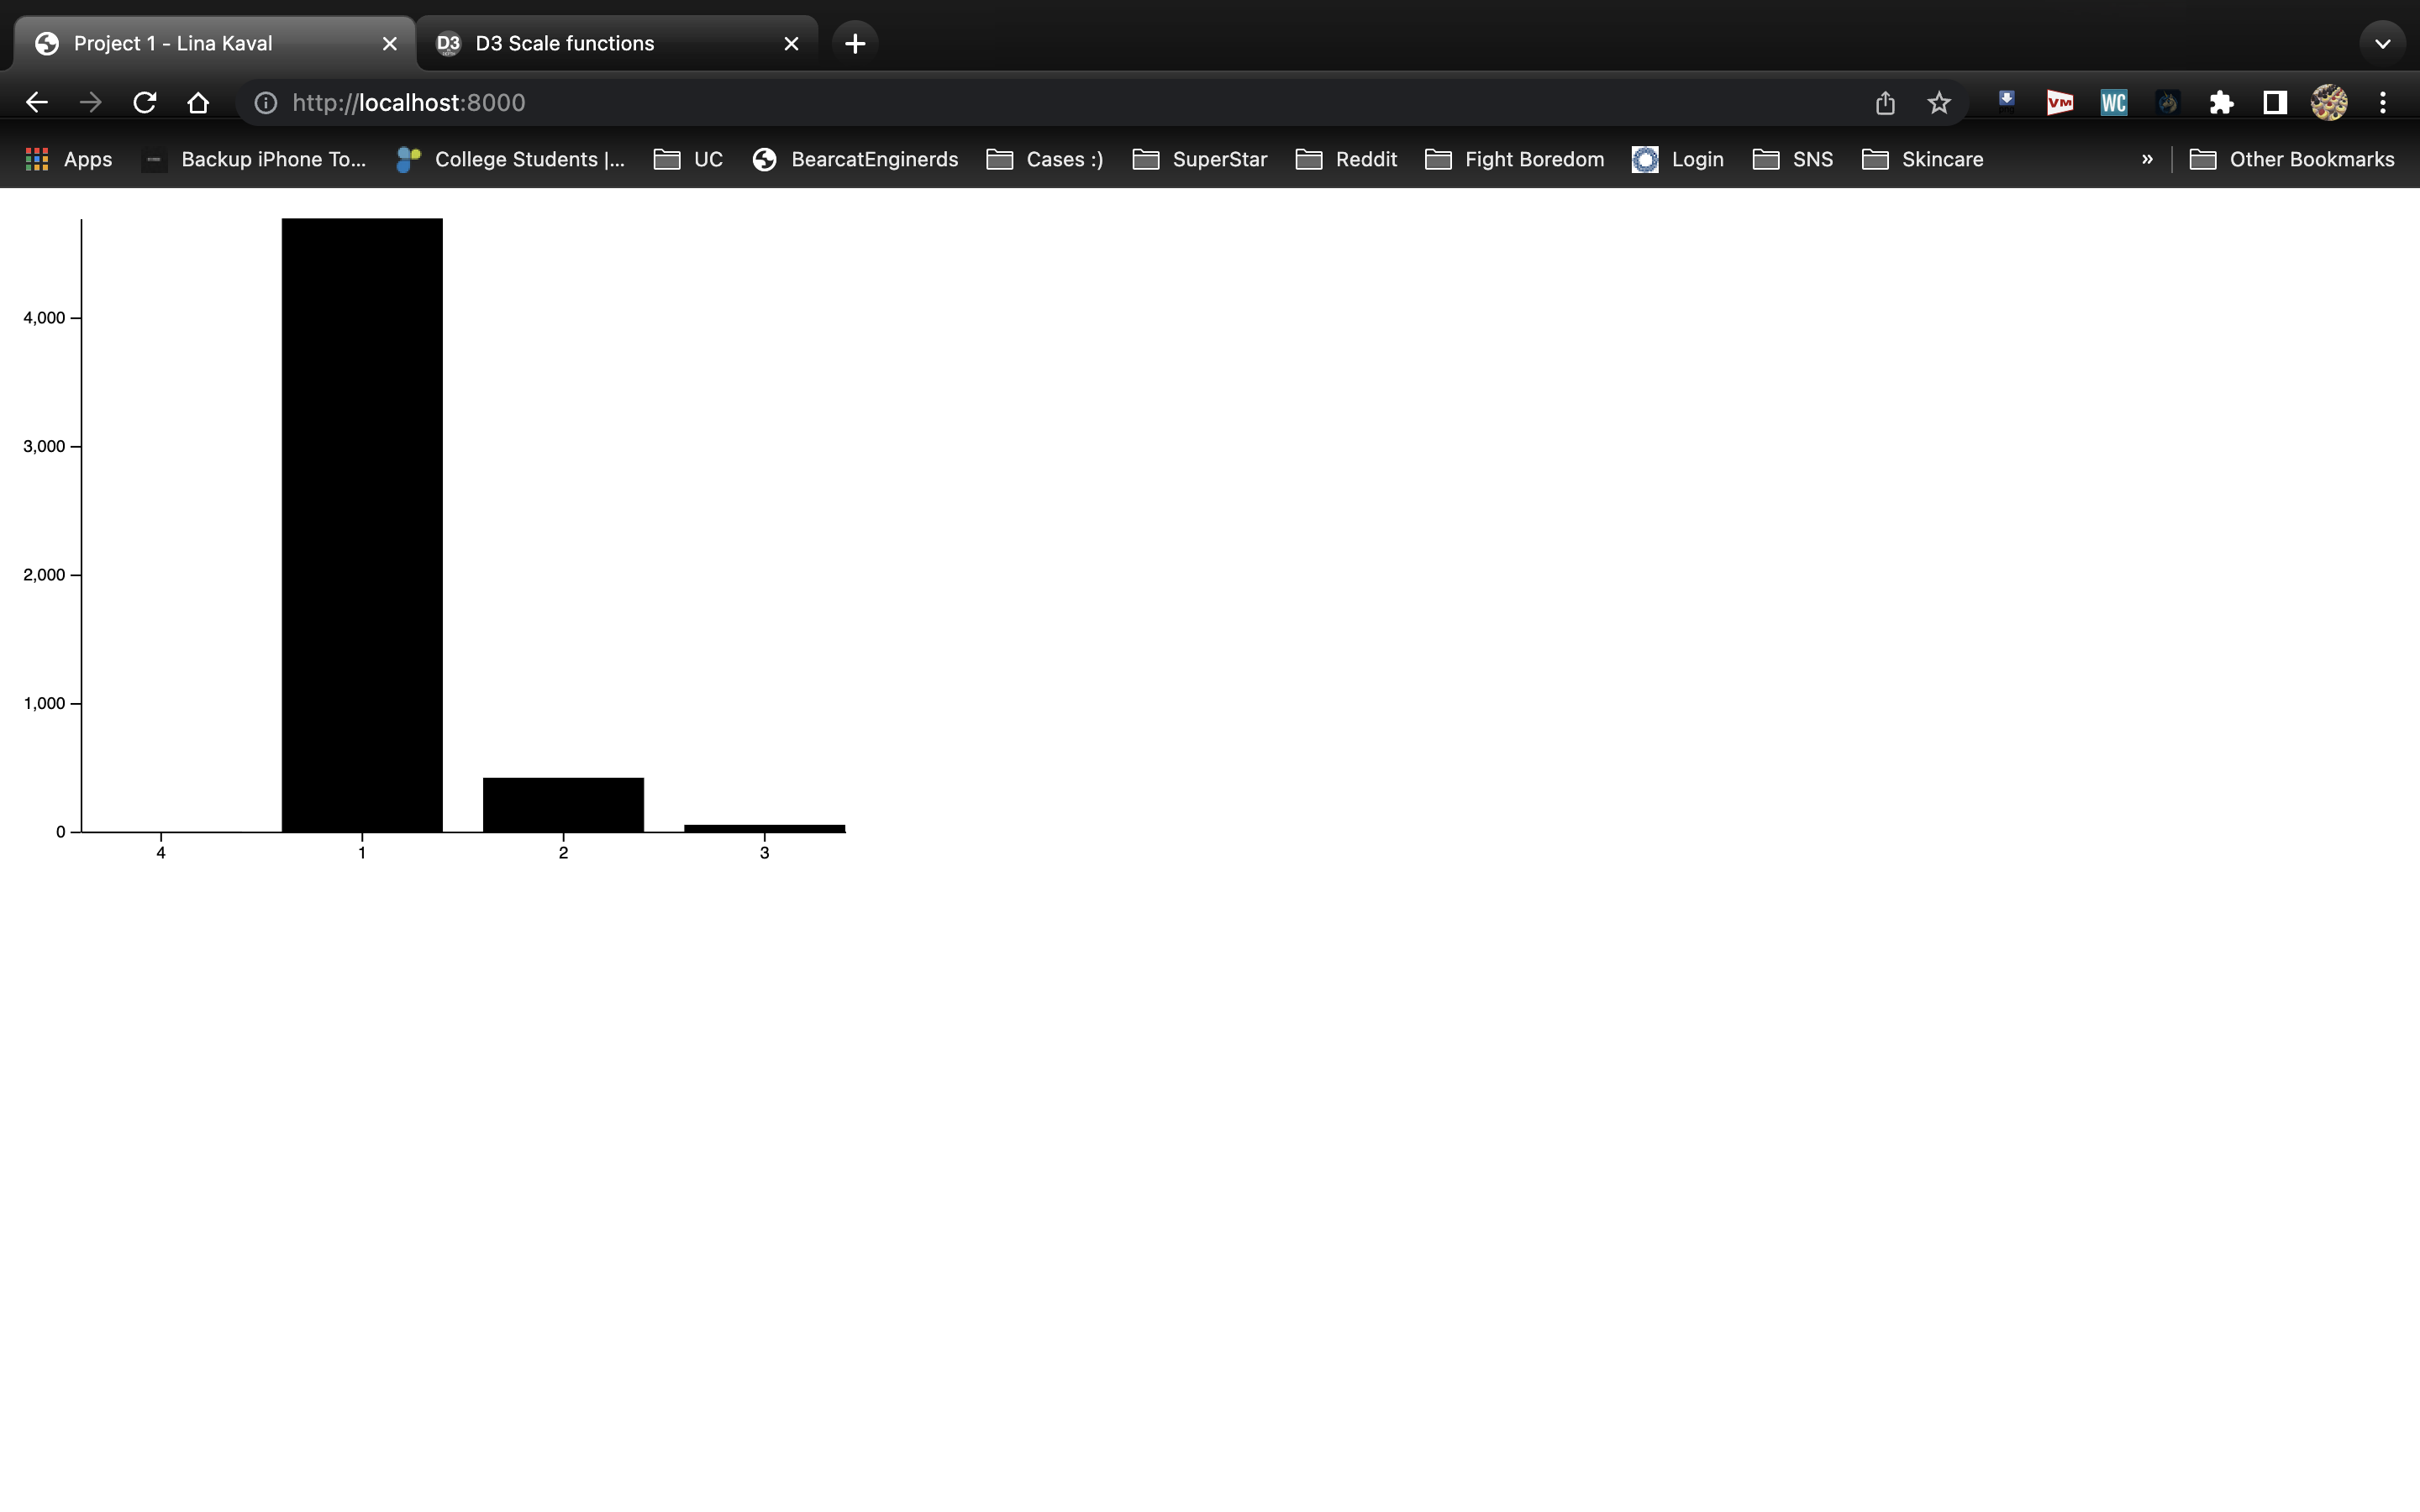 Project 1 - Lina Kaval
D3 D3 Scale functions
http://localhost:8000
VM WC
Apps Backup iPhone To... College Students |... UC BearcatEnginerds Cases :) SuperStar Reddit Fight Boredom Login SNS Skincare » Other Bookmarks
4,000
3,000
2,000
1,000
0
4 1 2 3